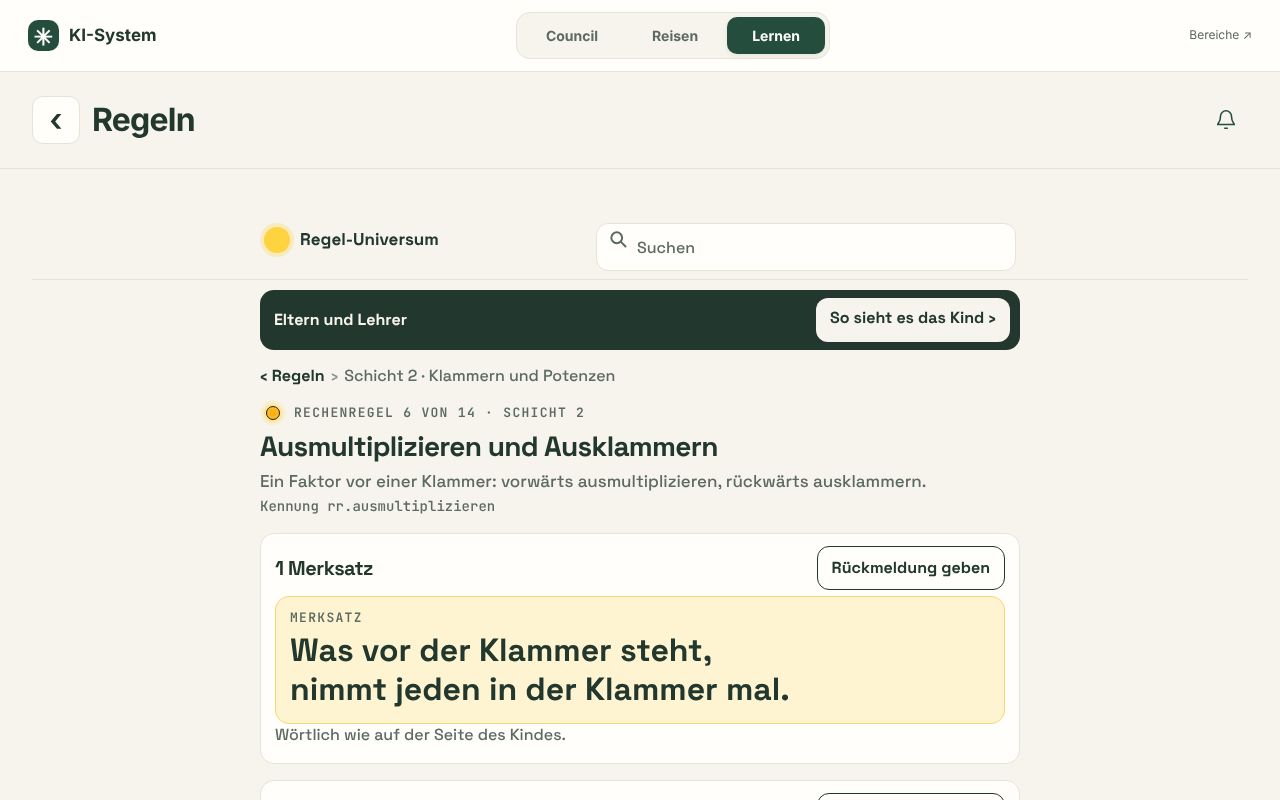 KI-System
Council
Reisen
Lernen
Bereiche ↗
‹
Regeln
Regel-Universum
Suchen
Eltern und Lehrer
So sieht es das Kind ›
‹ Regeln > Schicht 2 · Klammern und Potenzen
RECHENREGEL 6 VON 14 · SCHICHT 2
Ausmultiplizieren und Ausklammern
Ein Faktor vor einer Klammer: vorwärts ausmultiplizieren, rückwärts ausklammern.
Kennung rr.ausmultiplizieren
1 Merksatz
Rückmeldung geben
MERKSATZ
Was vor der Klammer steht,
nimmt jeden in der Klammer mal.
Wörtlich wie auf der Seite des Kindes.